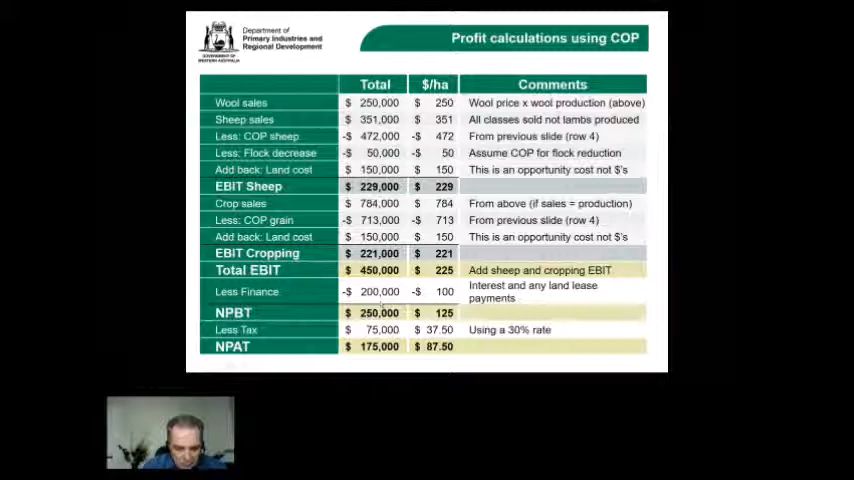 Department of
Primary Industries and
Regional Development
GOVERNMENT OF
WESTERN AUSTRALIA
Profit calculations using COP
Total $/ha Comments
Wool sales $ 250,000 $ 250 Wool price x wool production (above)
Sheep sales $ 351,000 $ 351 All classes sold not lambs produced
Less: COP sheep -$ 472,000 -$ 472 From previous slide (row 4)
Less: Flock decrease -$ 50,000 -$ 50 Assume COP for flock reduction
Add back: Land cost $ 150,000 $ 150 This is an opportunity cost not $'s
EBIT Sheep $ 229,000 $ 229
Crop sales $ 784,000 $ 784 From above (if sales = production)
Less: COP grain -$ 713,000 -$ 713 From previous slide (row 4)
Add back: Land cost $ 150,000 $ 150 This is an opportunity cost not $'s
EBIT Cropping $ 221,000 $ 221
Total EBIT $ 450,000 $ 225 Add sheep and cropping EBIT
Less Finance -$ 200,000 -$ 100 Interest and any land lease
payments
NPBT $ 250,000 $ 125
Less Tax $ 75,000 $ 37.50 Using a 30% rate
NPAT $ 175,000 $ 87.50